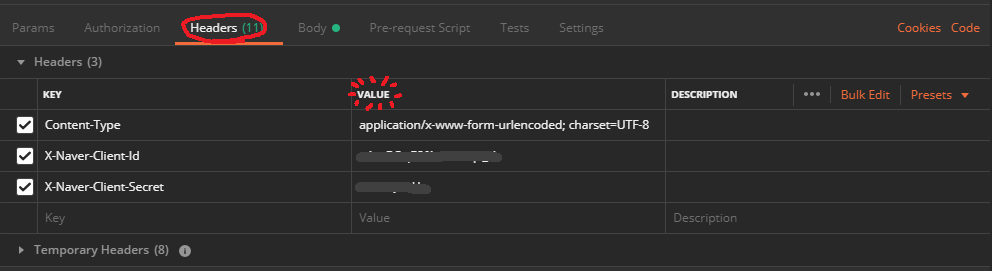 Params Authorization Headers (11) Body Pre-request Script Tests Settings Cookies Code
Headers (3)
KEY VALUE DESCRIPTION ••• Bulk Edit Presets
Content-Type application/x-www-form-urlencoded; charset=UTF-8
X-Naver-Client-Id
X-Naver-Client-Secret
Key Value Description
Temporary Headers (8) i